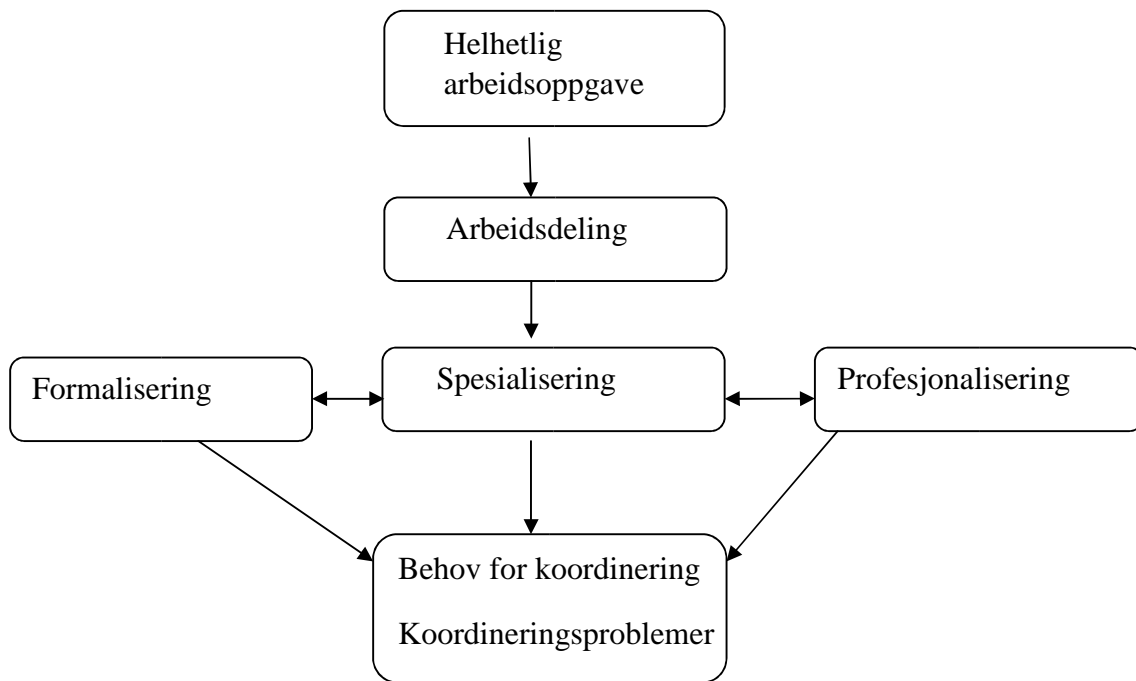 Helhetlig
arbeidsoppgave
Arbeidsdeling
Formalisering
Spesialisering
Profesjonalisering
Behov for koordinering
Koordineringsproblemer